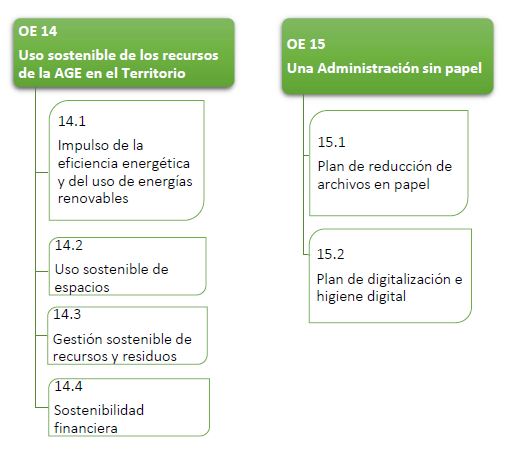 OE 14
Uso sostenible de los recursos
de la AGE en el Territorio
14.1
Impulso de la
eficiencia energética
y del uso de energías
renovables
14.2
Uso sostenible de
espacios
14.3
Gestión sostenible de
recursos y residuos
14.4
Sostenibilidad
financiera
OE 15
Una Administración sin papel
15.1
Plan de reducción de
archivos en papel
15.2
Plan de digitalización e
higiene digital